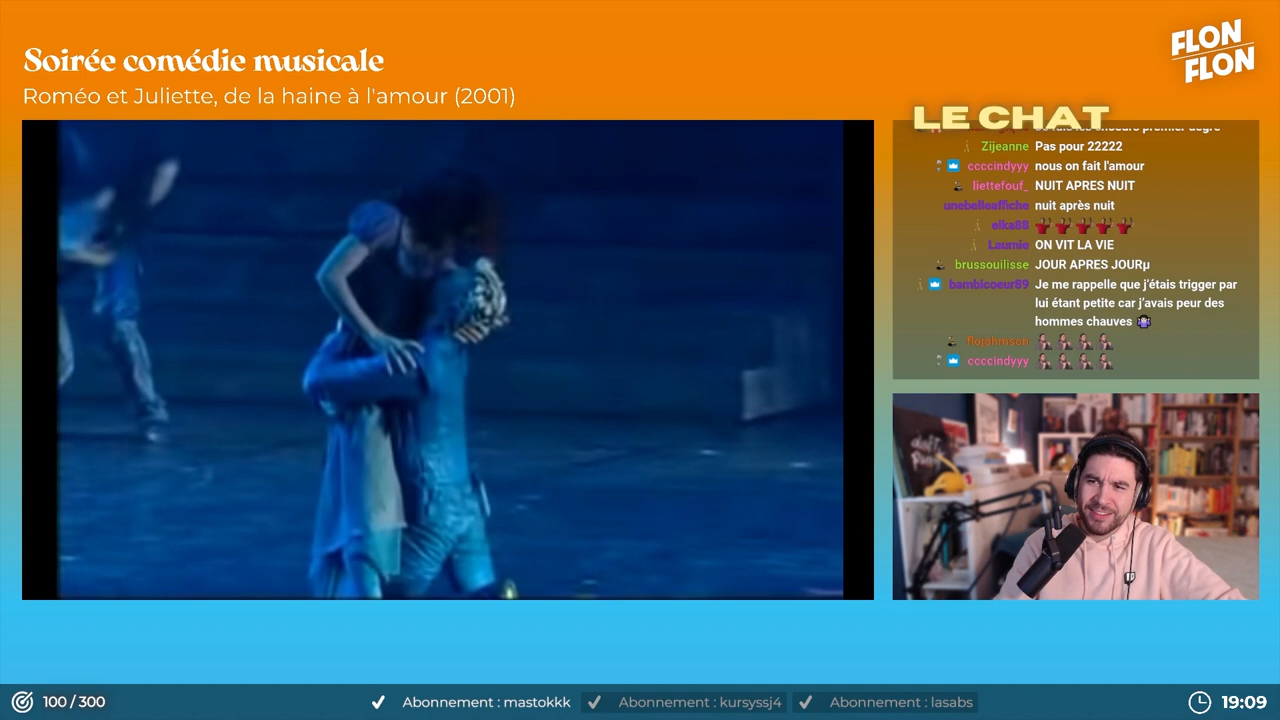 Soirée comédie musicale
Roméo et Juliette, de la haine à l'amour (2001)
FLON
FLON
LE CHAT
Zijeanne Pas pour 22222
ccccindyyy nous on fait l'amour
liettefouf_ NUIT APRES NUIT
unebelleaffiche nuit après nuit
elka88
Laurnie ON VIT LA VIE
brussouilisse JOUR APRES JOURµ
bambicoeur89 Je me rappelle que j'étais trigger par
lui étant petite car j'avais peur des
hommes chauves
flojohnson
ccccindyyy
100 / 300
Abonnement : mastokkk
Abonnement : kursyssj4
Abonnement : lasabs
19:09